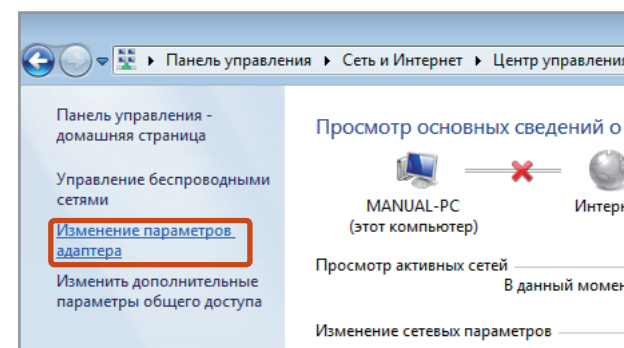 Панель управления ▸ Сеть и Интернет ▸ Центр управления
Панель управления -
домашняя страница
Управление беспроводными
сетями
Изменение параметров
адаптера
Изменить дополнительные
параметры общего доступа
Просмотр основных сведений о
MANUAL-PC
(этот компьютер)
Интерн
Просмотр активных сетей
В данный момен
Изменение сетевых параметров